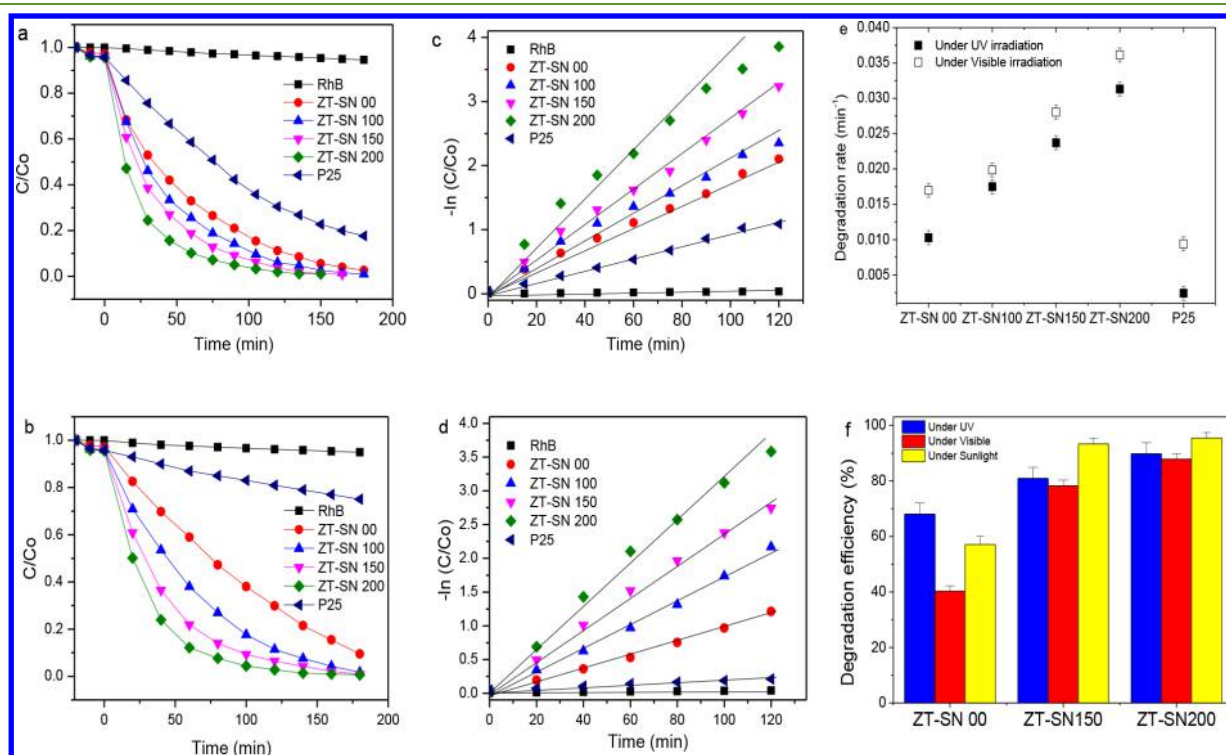 a
C/Co
1.0
0.8
0.6
0.4
0.2
0.0
RhB
ZT-SN 00
ZT-SN 100
ZT-SN 150
ZT-SN 200
P25
0 50 100 150 200
Time (min)
c
-In (C/Co)
4
3
2
1
0
RhB
ZT-SN 00
ZT-SN 100
ZT-SN 150
ZT-SN 200
P25
0 20 40 60 80 100 120
Time (min)
e
Degradation rate (min⁻¹)
0.040
0.035
0.030
0.025
0.020
0.015
0.010
0.005
Under UV irradiation
Under Visible irradiation
ZT-SN 00 ZT-SN100 ZT-SN150 ZT-SN200 P25
b
C/Co
1.0
0.8
0.6
0.4
0.2
0.0
RhB
ZT-SN 00
ZT-SN 100
ZT-SN 150
ZT-SN 200
P25
0 50 100 150 200
Time (min)
d
-In (C/Co)
4.0
3.5
3.0
2.5
2.0
1.5
1.0
0.5
0.0
RhB
ZT-SN 00
ZT-SN 100
ZT-SN 150
ZT-SN 200
P25
0 20 40 60 80 100 120
Time (min)
f
Degradation efficiency (%)
100
80
60
40
20
0
Under UV
Under Visible
Under Sunlight
ZT-SN 00 ZT-SN150 ZT-SN200